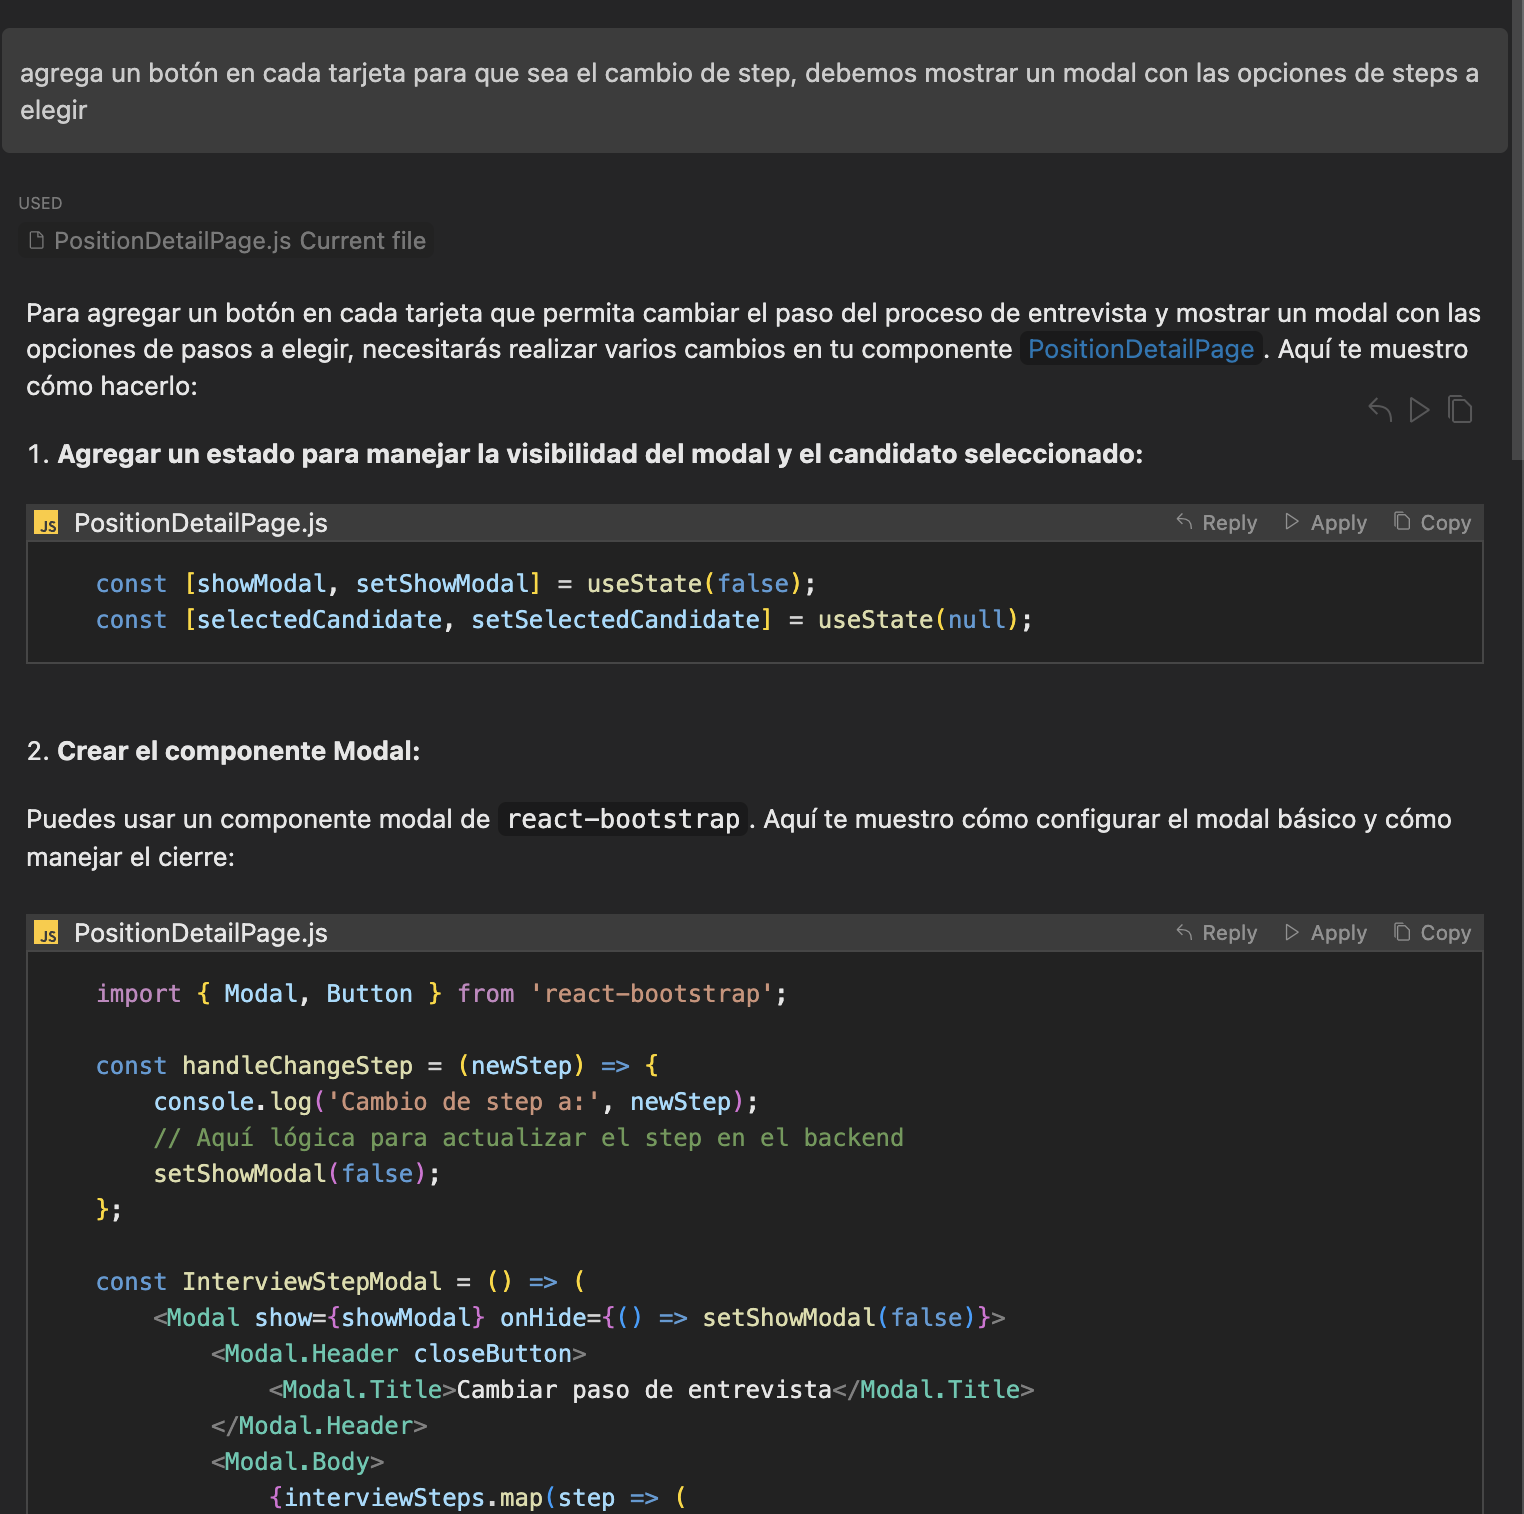 agrega un botón en cada tarjeta para que sea el cambio de step, debemos mostrar un modal con las opciones de steps a
elegir
USED
PositionDetailPage.js Current file
Para agregar un botón en cada tarjeta que permita cambiar el paso del proceso de entrevista y mostrar un modal con las
opciones de pasos a elegir, necesitarás realizar varios cambios en tu componente PositionDetailPage. Aquí te muestro
cómo hacerlo:
1. Agregar un estado para manejar la visibilidad del modal y el candidato seleccionado:
JS PositionDetailPage.js Reply Apply Copy
const [showModal, setShowModal] = useState(false);
const [selectedCandidate, setSelectedCandidate] = useState(null);
2. Crear el componente Modal:
Puedes usar un componente modal de react-bootstrap. Aquí te muestro cómo configurar el modal básico y cómo
manejar el cierre:
JS PositionDetailPage.js Reply Apply Copy
import { Modal, Button } from 'react-bootstrap';
const handleChangeStep = (newStep) => {
console.log('Cambio de step a:', newStep);
// Aquí lógica para actualizar el step en el backend
setShowModal(false);
};
const InterviewStepModal = () => (
<Modal show={showModal} onHide={() => setShowModal(false)}>
<Modal.Header closeButton>
<Modal.Title>Cambiar paso de entrevista</Modal.Title>
</Modal.Header>
<Modal.Body>
{interviewSteps.map(step => (